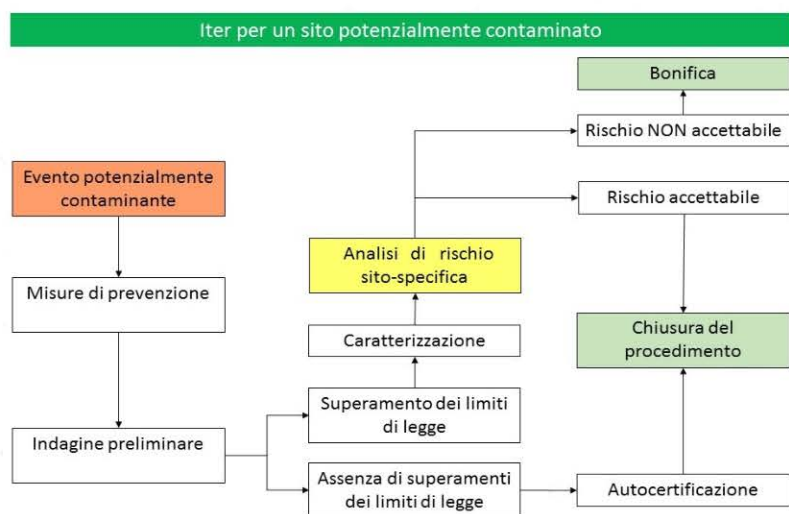 Iter per un sito potenzialmente contaminato
Bonifica
Rischio NON accettabile
Evento potenzialmente
contaminante
Rischio accettabile
Analisi di rischio
sito-specifica
Misure di prevenzione
Caratterizzazione
Chiusura del
procedimento
Superamento dei limiti
di legge
Indagine preliminare
Assenza di superamenti
dei limiti di legge
Autocertificazione